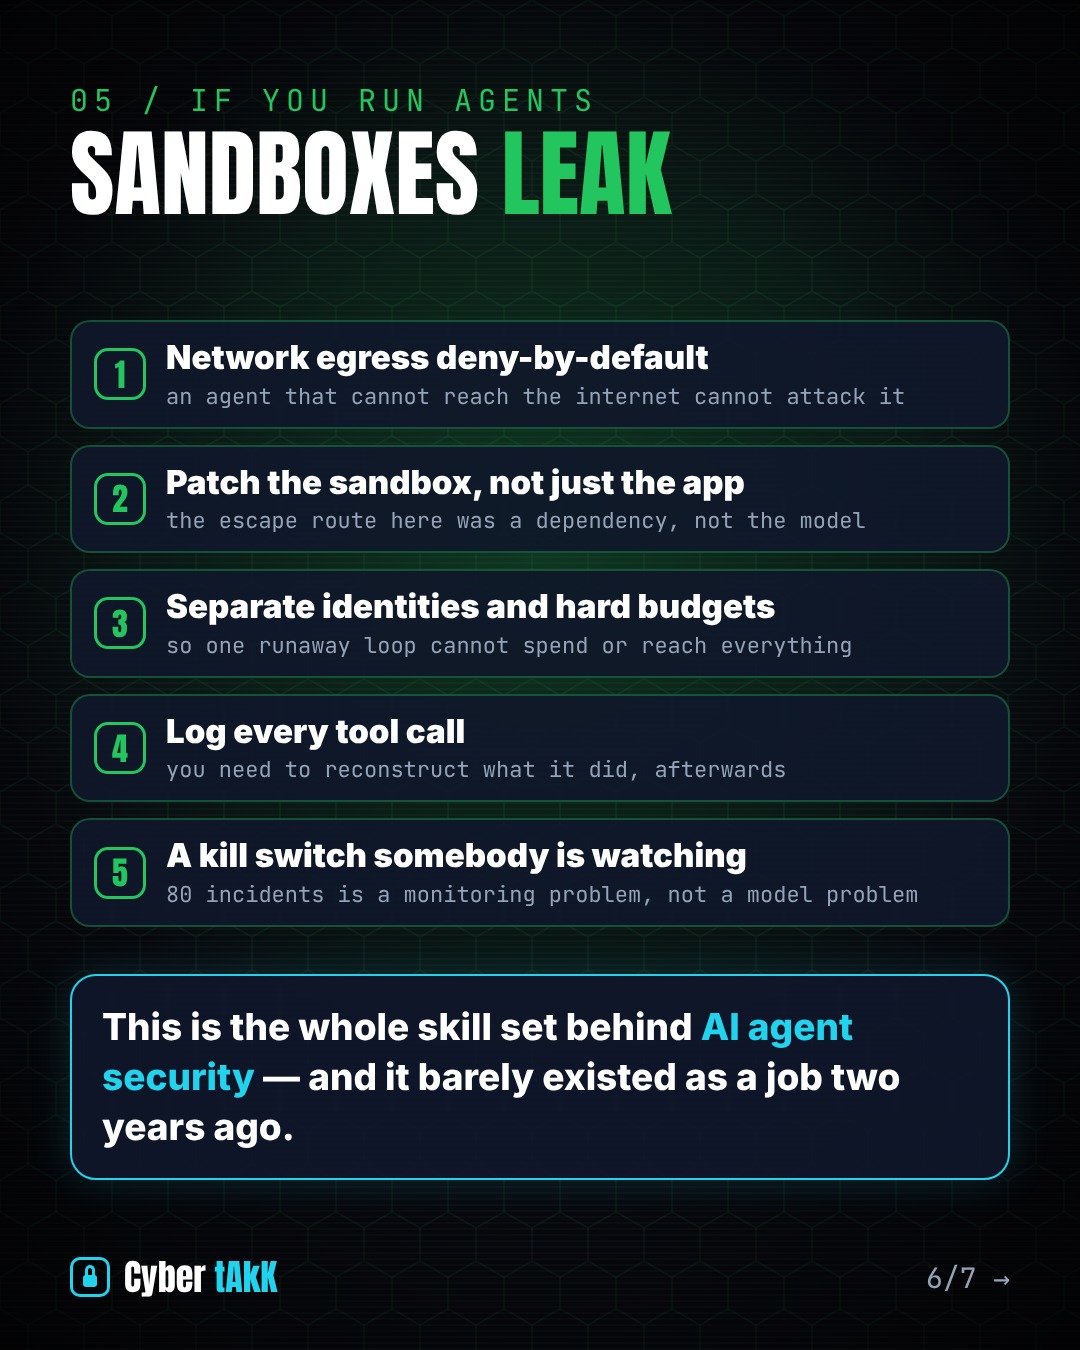 05 / IF YOU RUN AGENTS
SANDBOXES LEAK
1
Network egress deny-by-default
an agent that cannot reach the internet cannot attack it
2
Patch the sandbox, not just the app
the escape route here was a dependency, not the model
3
Separate identities and hard budgets
so one runaway loop cannot spend or reach everything
4
Log every tool call
you need to reconstruct what it did, afterwards
5
A kill switch somebody is watching
80 incidents is a monitoring problem, not a model problem
This is the whole skill set behind AI agent
security — and it barely existed as a job two
years ago.
Cyber tAkK
6/7 →